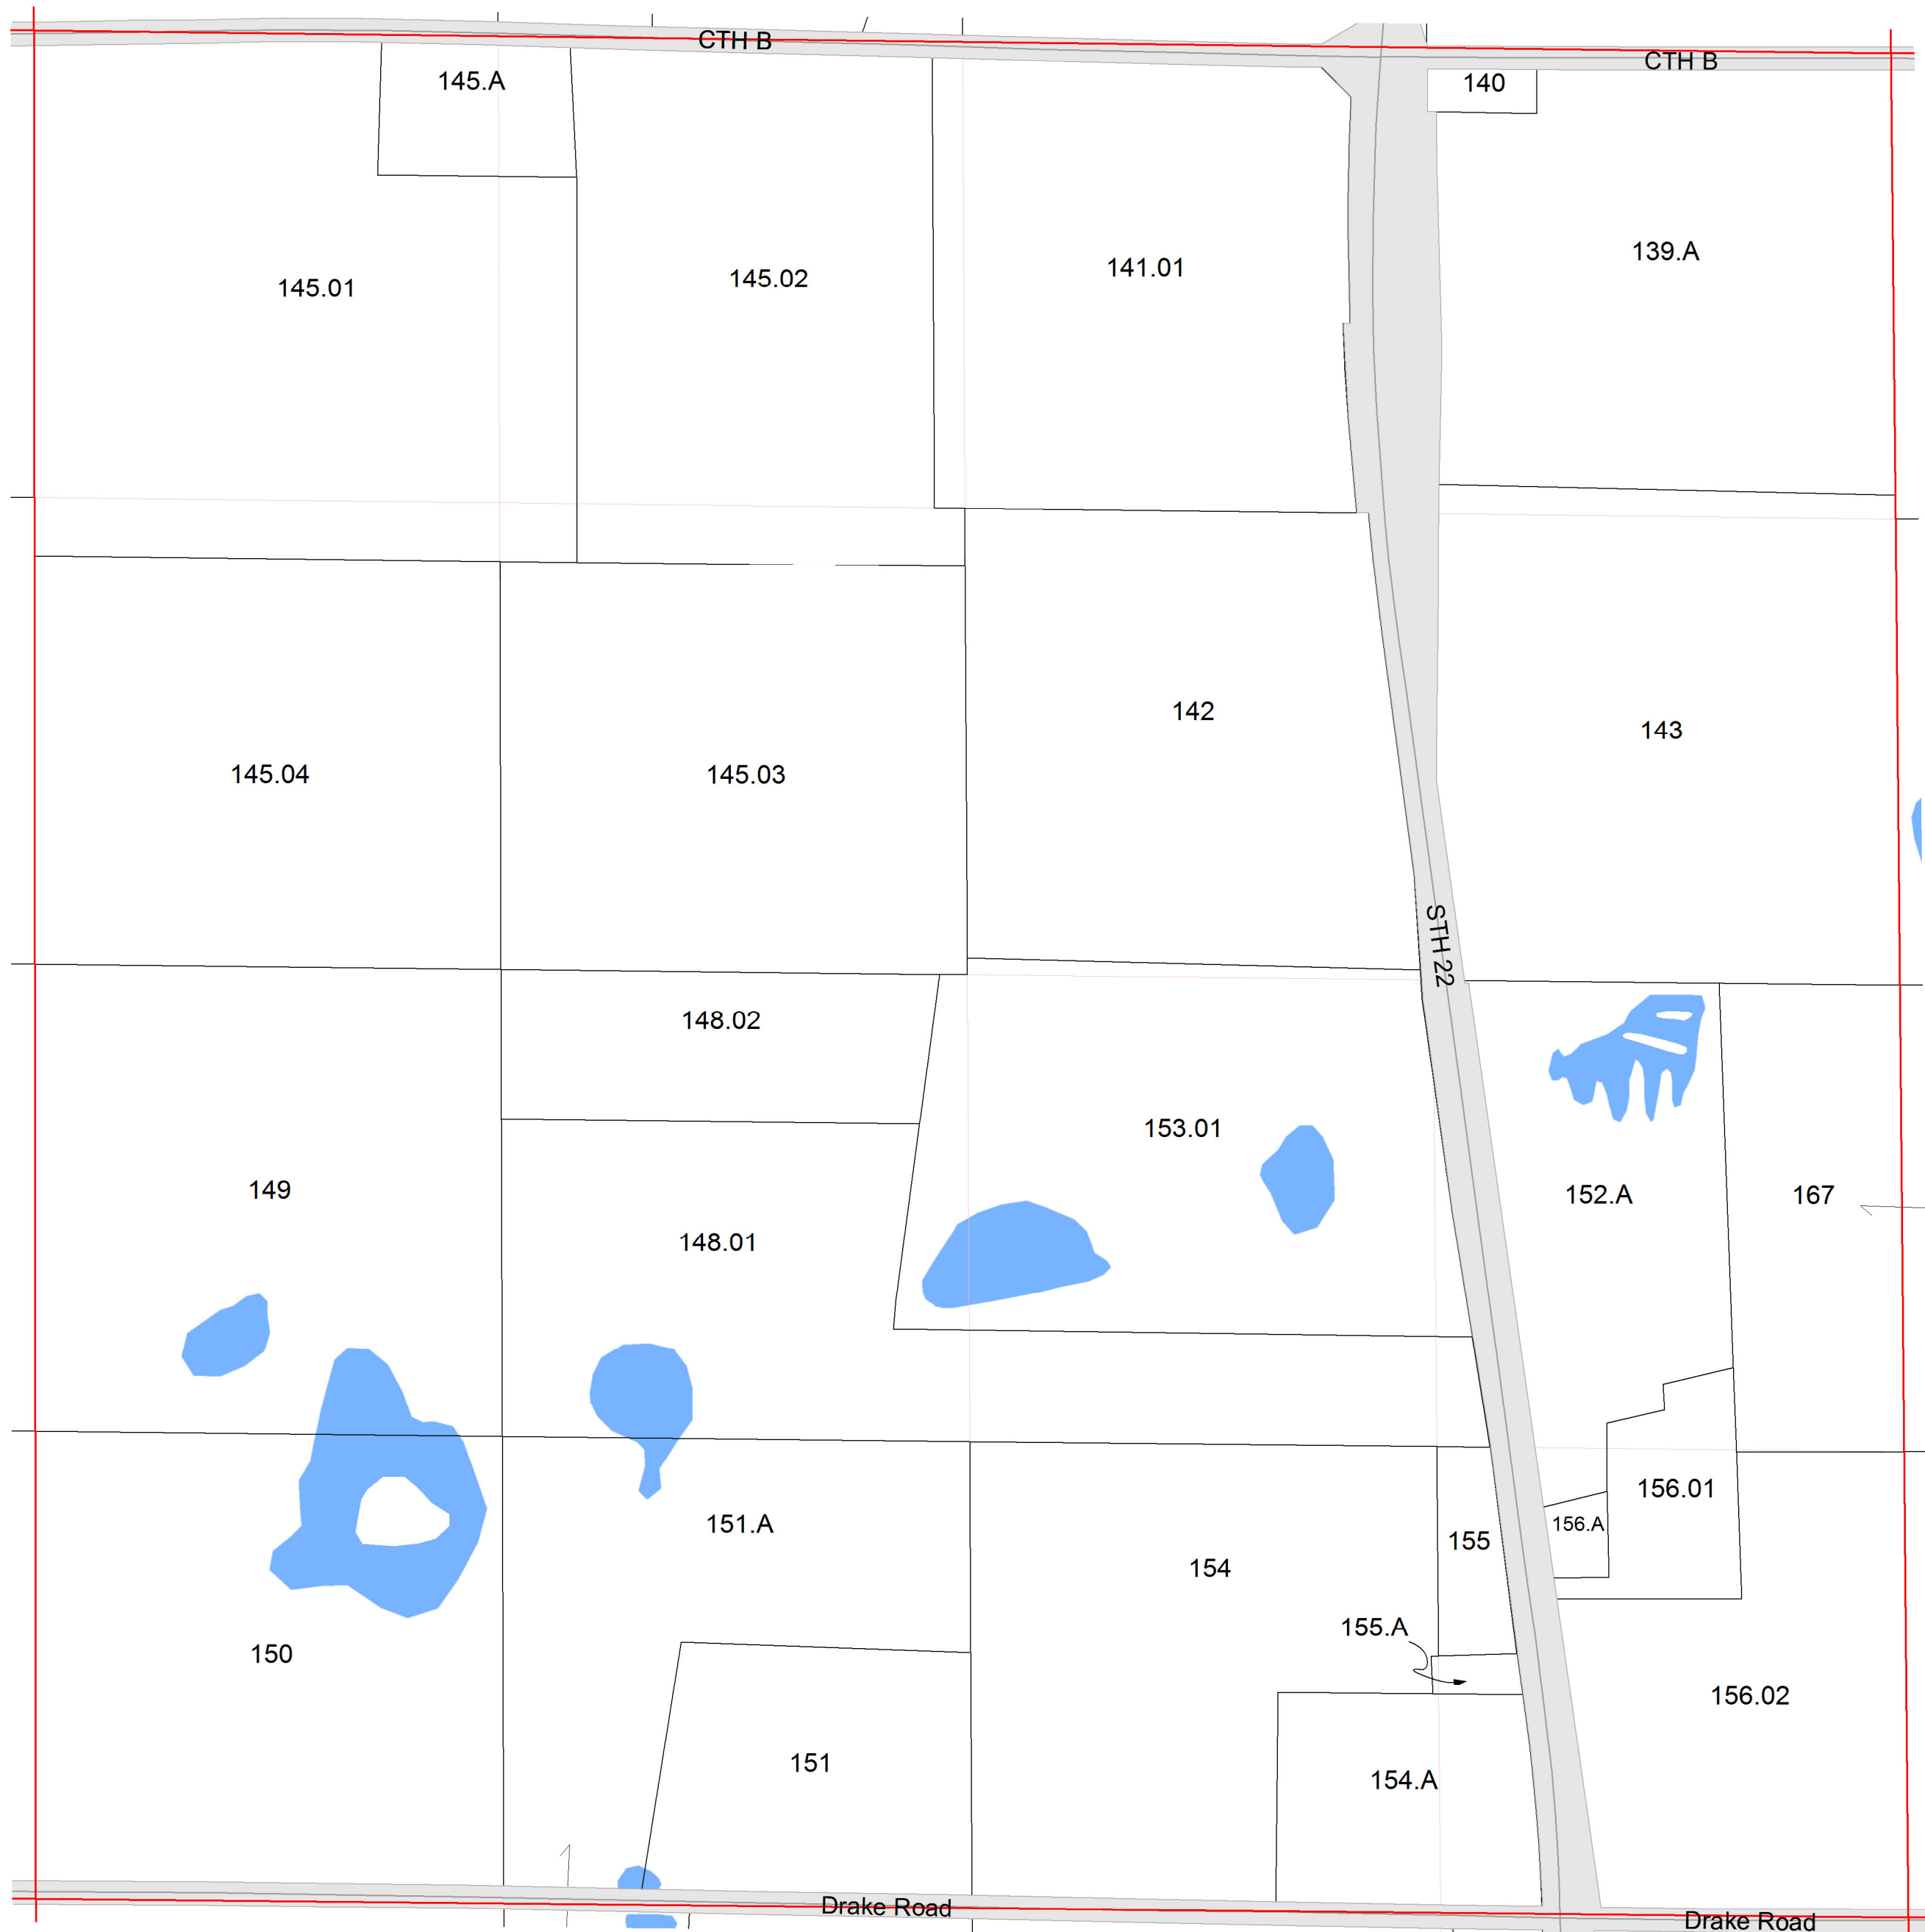 CTH B
CTH B
145.A
140
139.A
141.01
145.02
145.01
142
143
145.04
145.03
STH 22
148.02
153.01
149
152.A
167
148.01
156.01
151.A
156.A
155
154
155.A
150
156.02
151
154.A
Drake Road
Drake Road